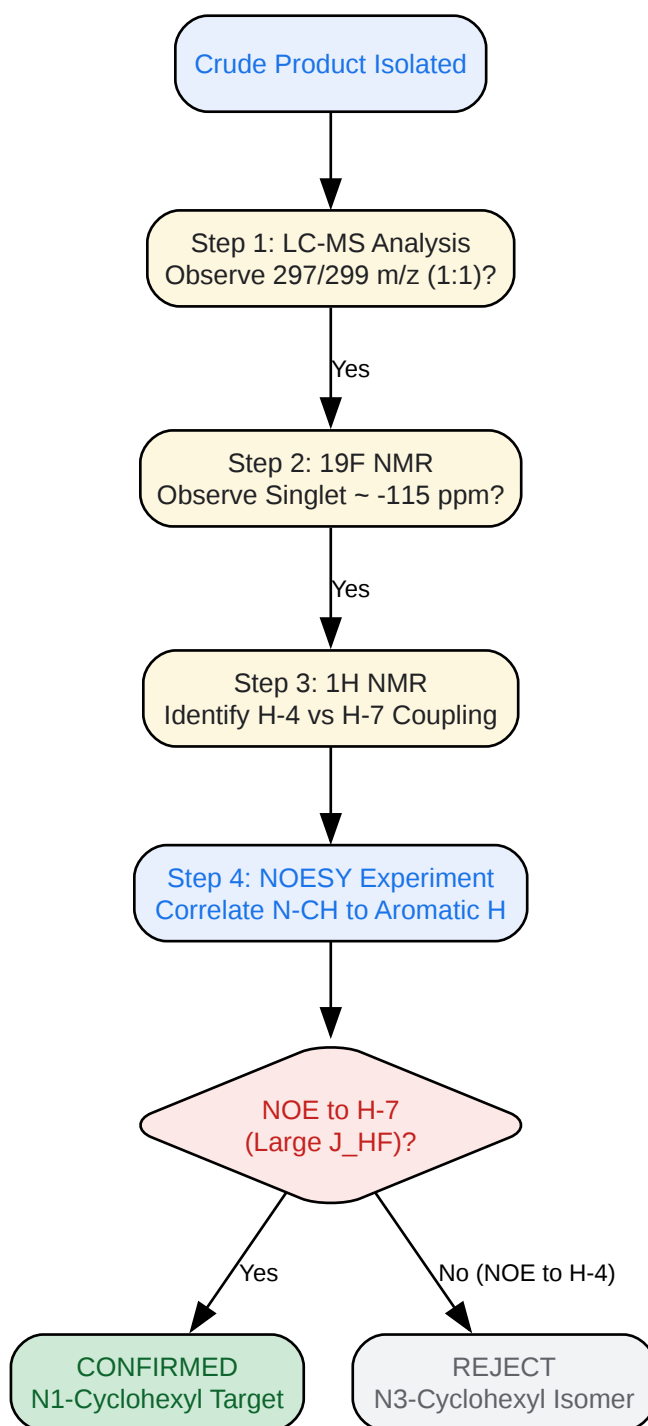 Crude Product Isolated
Step 1: LC-MS Analysis
Observe 297/299 m/z (1:1)?
Yes
Step 2: 19F NMR
Observe Singlet ~ -115 ppm?
Yes
Step 3: 1H NMR
Identify H-4 vs H-7 Coupling
Step 4: NOESY Experiment
Correlate N-CH to Aromatic H
NOE to H-7
(Large J_HF)?
Yes
No (NOE to H-4)
CONFIRMED
N1-Cyclohexyl Target
REJECT
N3-Cyclohexyl Isomer